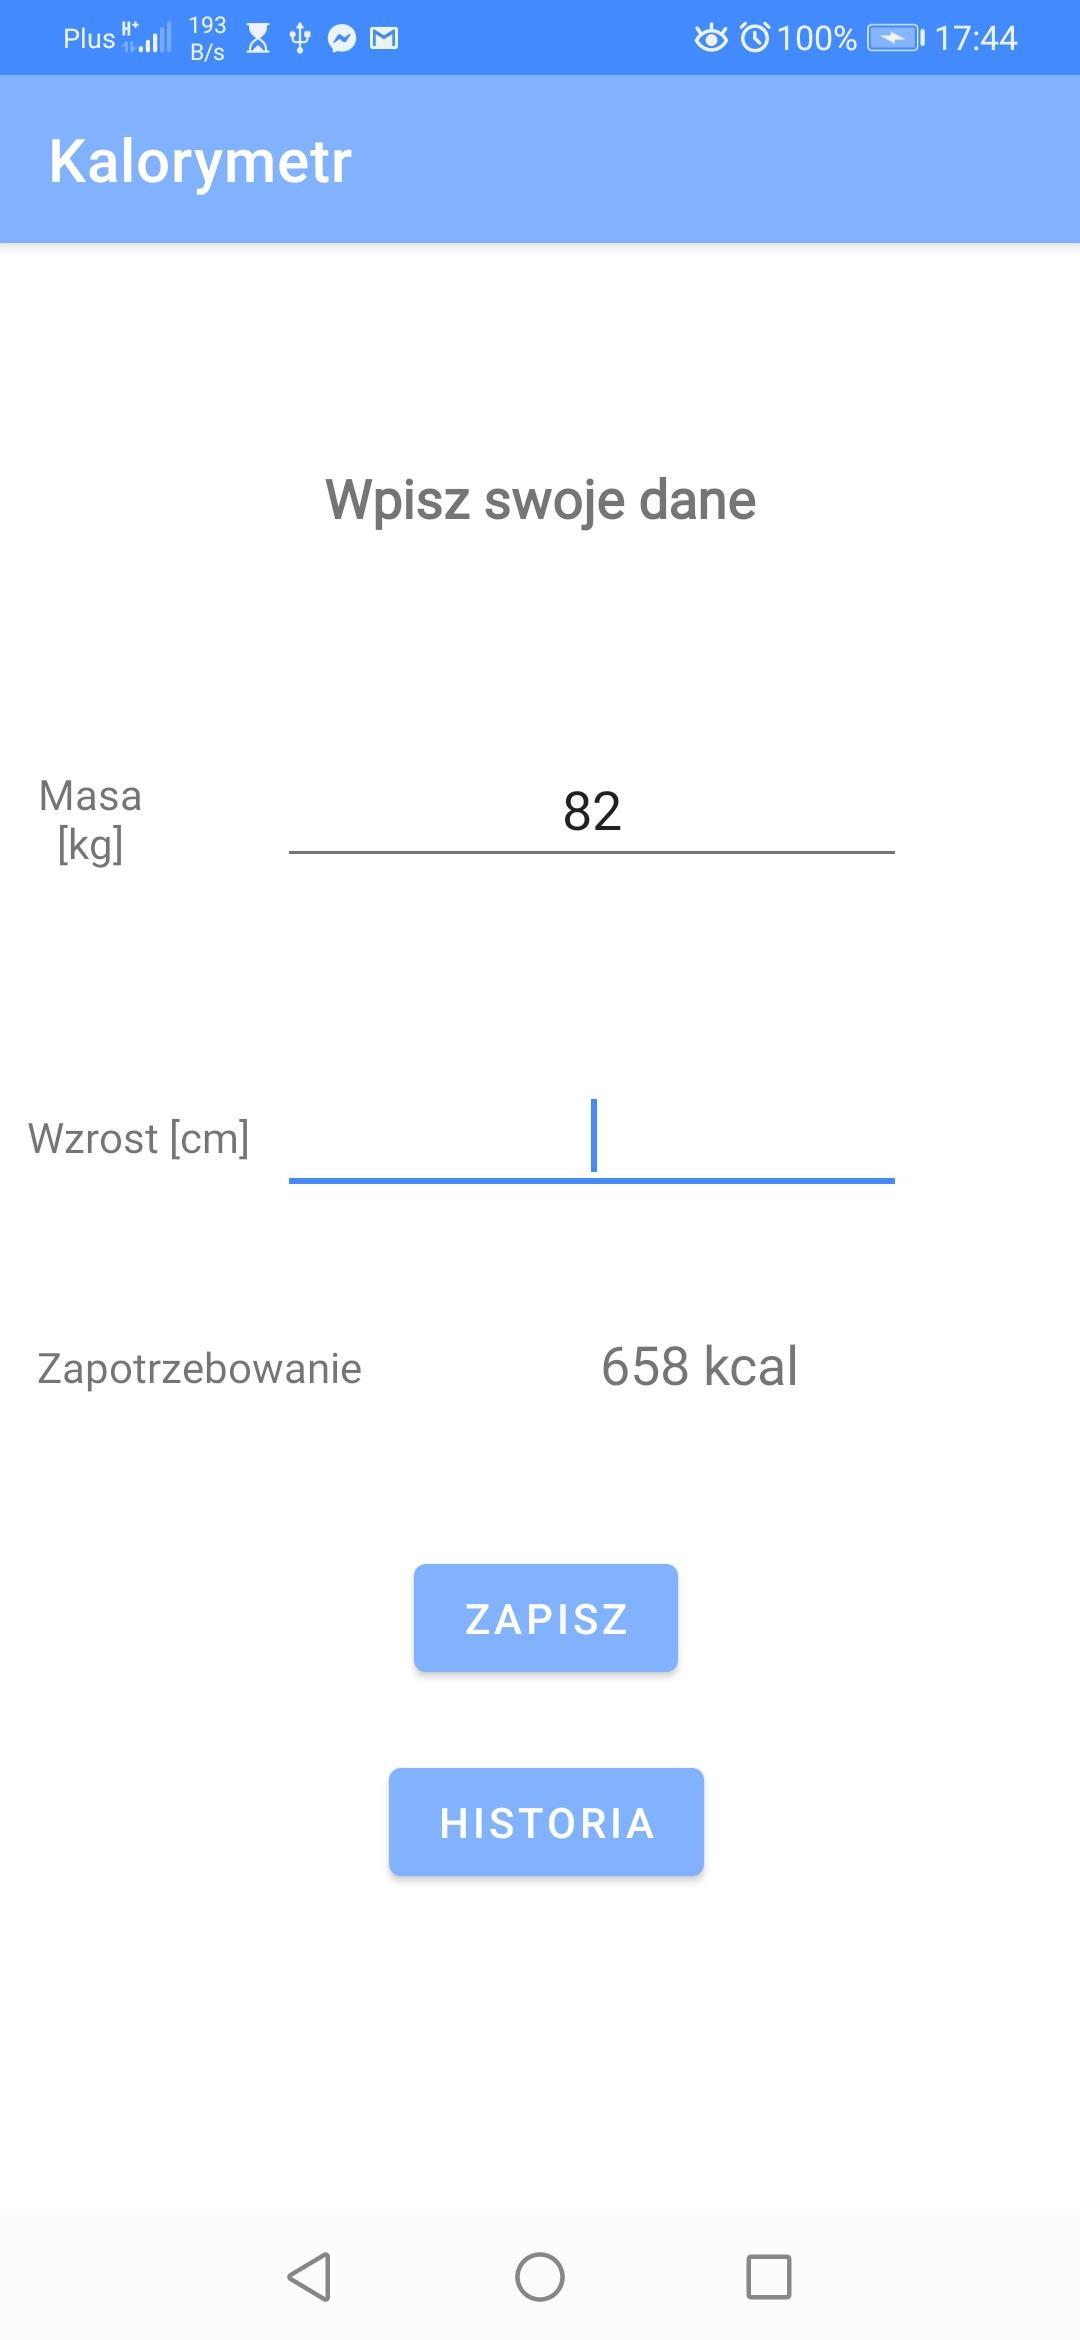 Plus H+ 193 B/s 100% 17:44
Kalorymetr
Wpisz swoje dane
Masa
[kg]
82
Wzrost [cm]
Zapotrzebowanie 658 kcal
ZAPISZ
HISTORIA